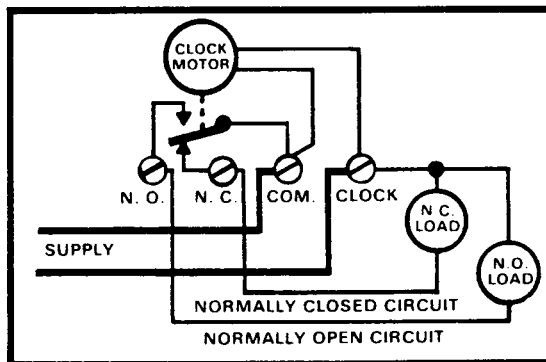 CLOCK
MOTOR
N. O.
N. C.
COM.
CLOCK
N C.
LOAD
N.O.
LOAD
SUPPLY
NORMALLY CLOSED CIRCUIT
NORMALLY OPEN CIRCUIT